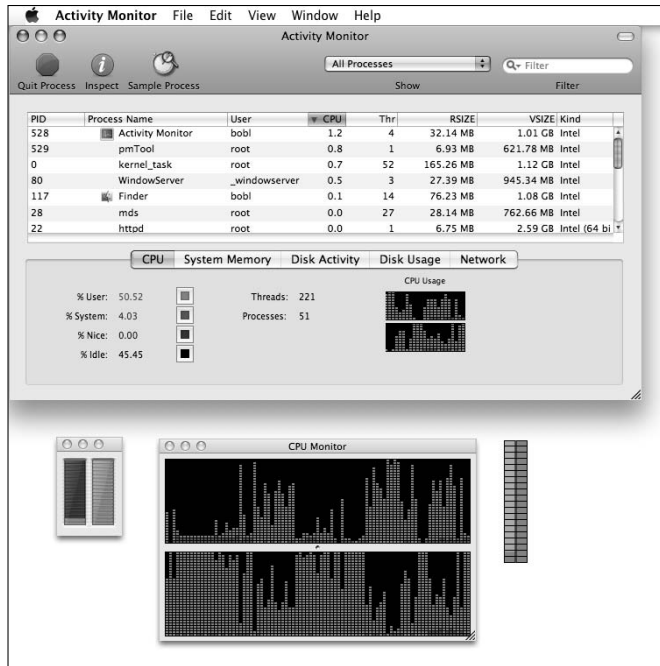 Activity Monitor File Edit View Window Help
Activity Monitor
All Processes
Filter
Quit Process Inspect Sample Process Show Filter
PID Process Name User CPU Thr RSIZE VSIZE Kind
528 Activity Monitor bobl 1.2 4 32.14 MB 1.01 GB Intel
529 pmTool root 0.8 1 6.93 MB 621.78 MB Intel
0 kernel_task root 0.7 52 165.26 MB 1.12 GB Intel
80 WindowServer _windowserver 0.5 3 27.39 MB 945.34 MB Intel
117 Finder bobl 0.1 14 76.23 MB 1.08 GB Intel
28 mds root 0.0 27 28.14 MB 762.66 MB Intel
22 httpd root 0.0 1 6.75 MB 2.59 GB Intel (64 bi
CPU System Memory Disk Activity Disk Usage Network
CPU Usage
% User: 50.52 Threads: 221
% System: 4.03 Processes: 51
% Nice: 0.00
% Idle: 45.45
CPU Monitor